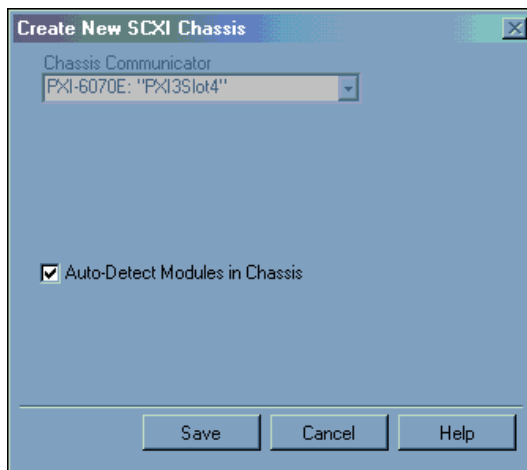 Create New SCXI Chassis
Chassis Communicator
PXI-6070E: "PXI3Slot4"
Auto-Detect Modules in Chassis
Save Cancel Help